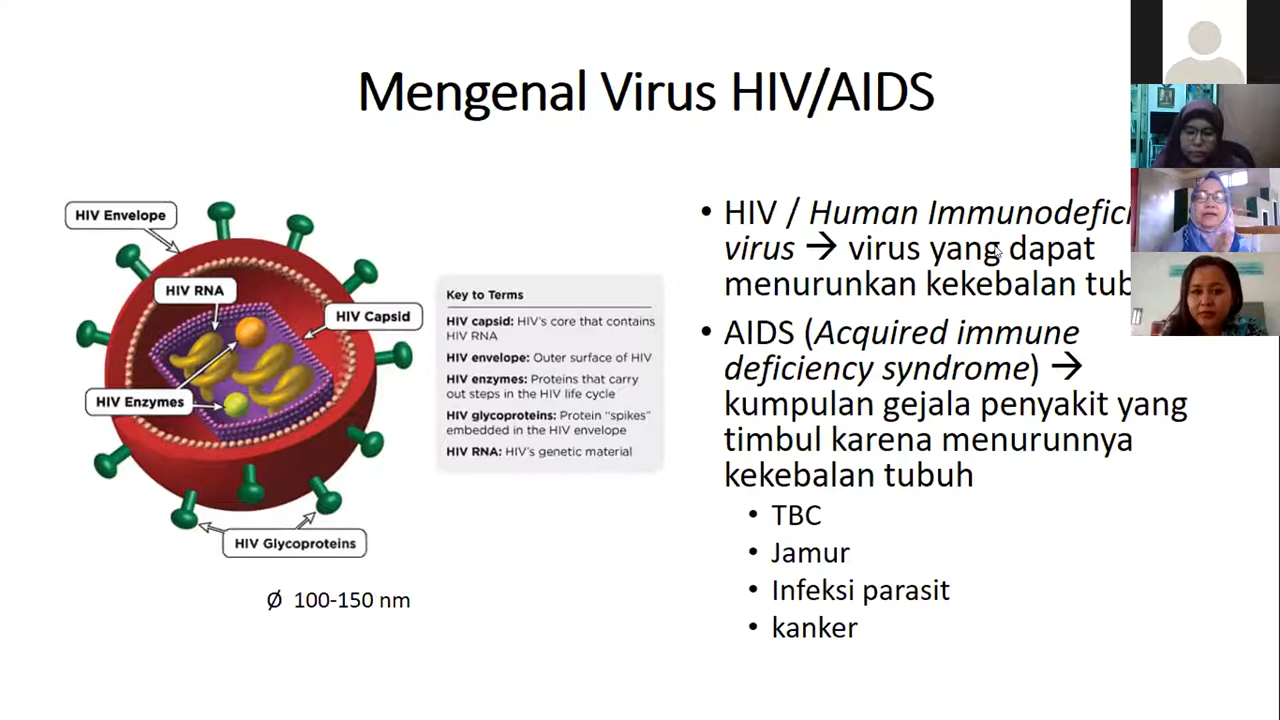 Mengenal Virus HIV/AIDS
HIV Envelope
HIV RNA
HIV Capsid
HIV Enzymes
HIV Glycoproteins
Ø 100-150 nm
Key to Terms
HIV capsid: HIV's core that contains
HIV RNA
HIV envelope: Outer surface of HIV
HIV enzymes: Proteins that carry
out steps in the HIV life cycle
HIV glycoproteins: Protein "spikes"
embedded in the HIV envelope
HIV RNA: HIV's genetic material
• HIV / Human Immunodefici
virus → virus yang dapat
menurunkan kekebalan tub
• AIDS (Acquired immune
deficiency syndrome) →
kumpulan gejala penyakit yang
timbul karena menurunnya
kekebalan tubuh
• TBC
• Jamur
• Infeksi parasit
• kanker